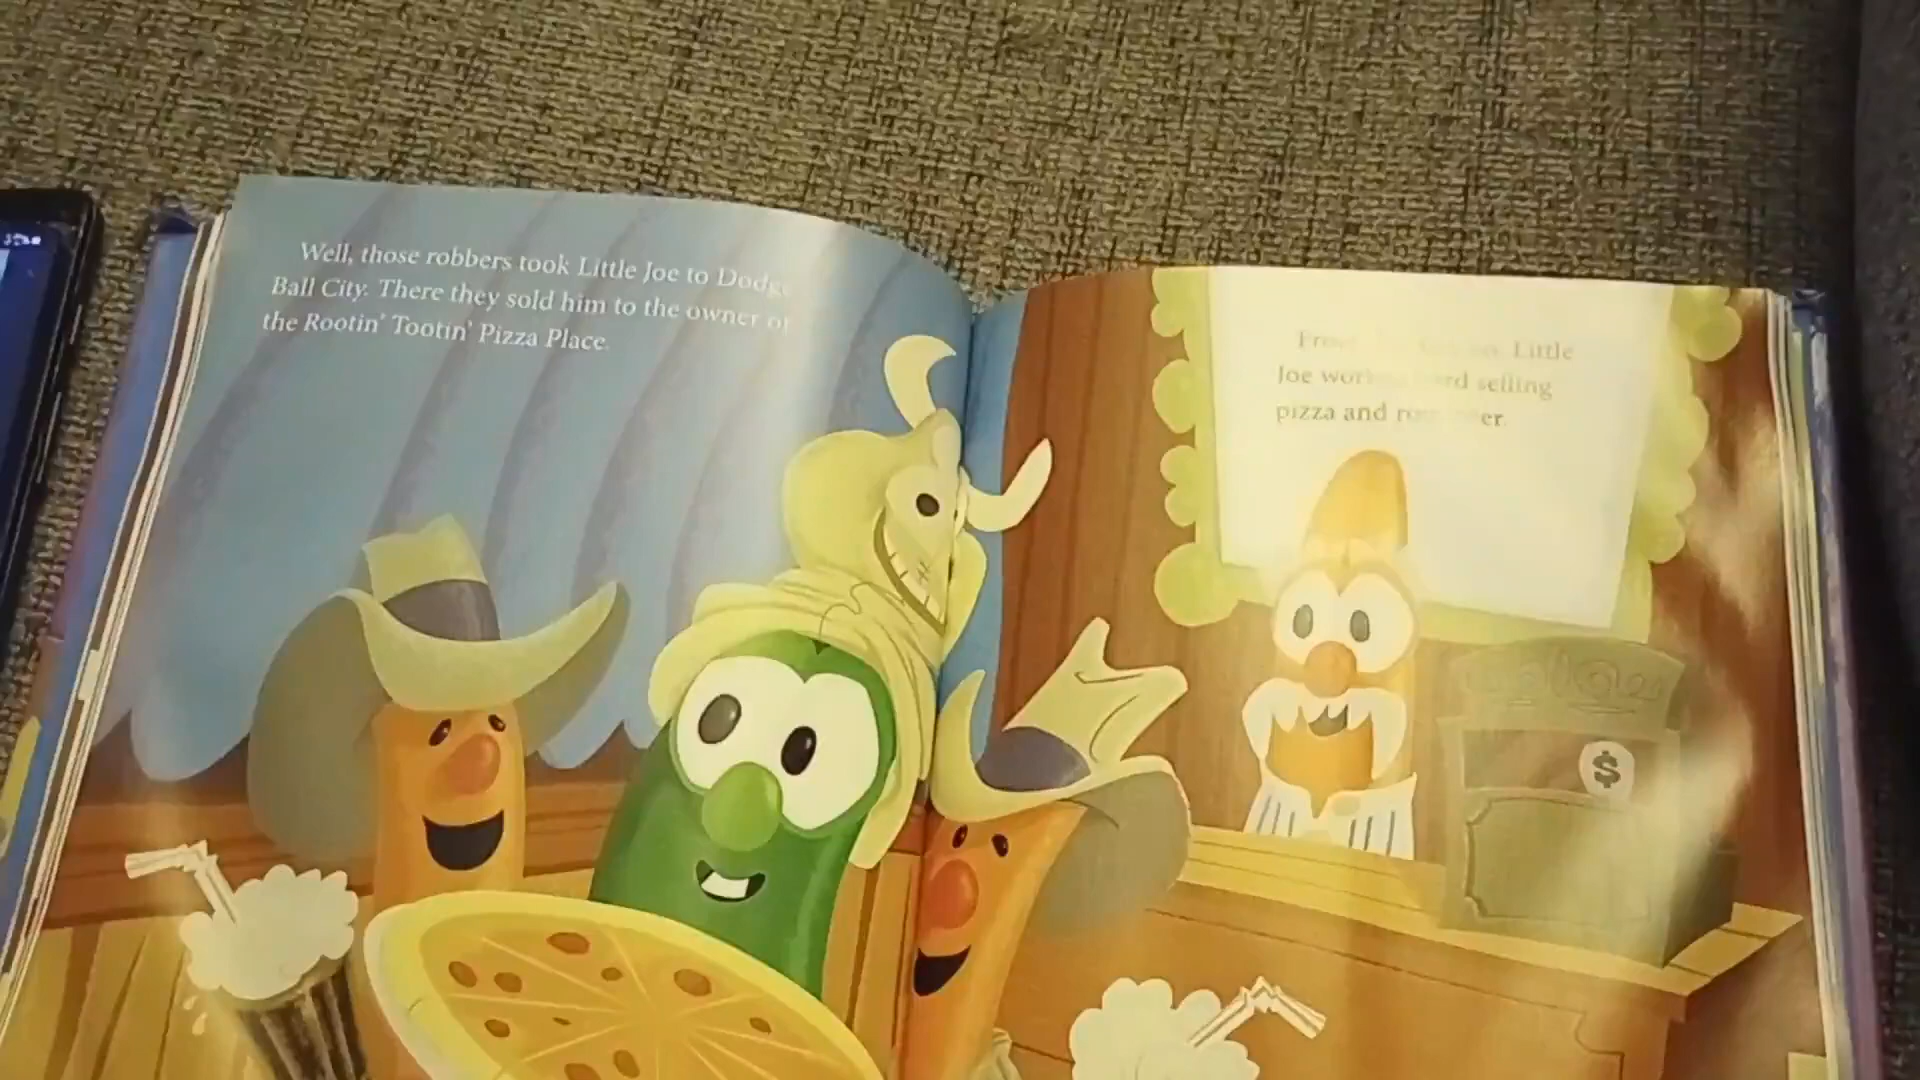 Well, those robbers took Little Joe to Dodge
Ball City. There they sold him to the owner of
the Rootin' Tootin' Pizza Place.
Little
Joe selling
pizza and
$